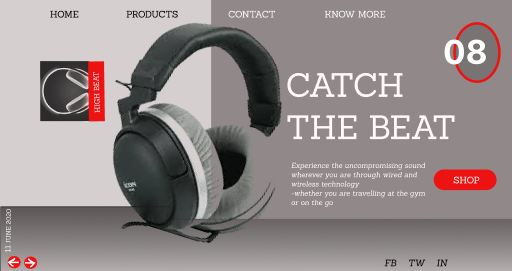 HOME PRODUCTS CONTACT KNOW MORE
08
HIGH BEAT
CATCH
THE BEAT
Experience the uncompromising sound
wherever you are through wired and
wireless technology
-whether you are travelling at the gym
or on the go
SHOP
ICON
11 JUNE 2020
FB TW IN